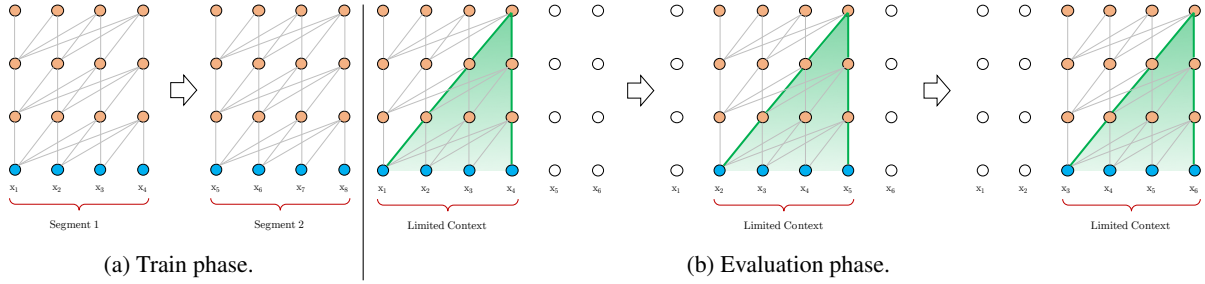 x1 x2 x3 x4 x5 x6 x7 x8 x1 x2 x3 x4 x5 x6 x1 x2 x3 x4 x5 x6 x1 x2 x3 x4 x5 x6
Segment 1 Segment 2 Limited Context Limited Context Limited Context
(a) Train phase. (b) Evaluation phase.